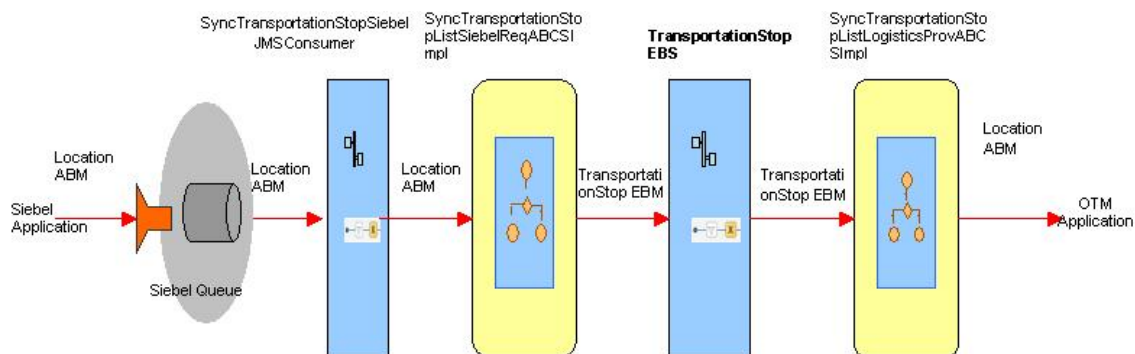 SyncTransportationStopSiebel
JMSConsumer
SyncTransportationSto
pListSiebelReqABCSI
mpl
TransportationStop
EBS
SyncTransportationSto
pListLogisticsProvABC
SImpl
Location
ABM
Location
ABM
Location
ABM
Transportati
onStop EBM
Transportati
onStop EBM
Location
ABM
Siebel
Application
OTM
Application
Siebel Queue